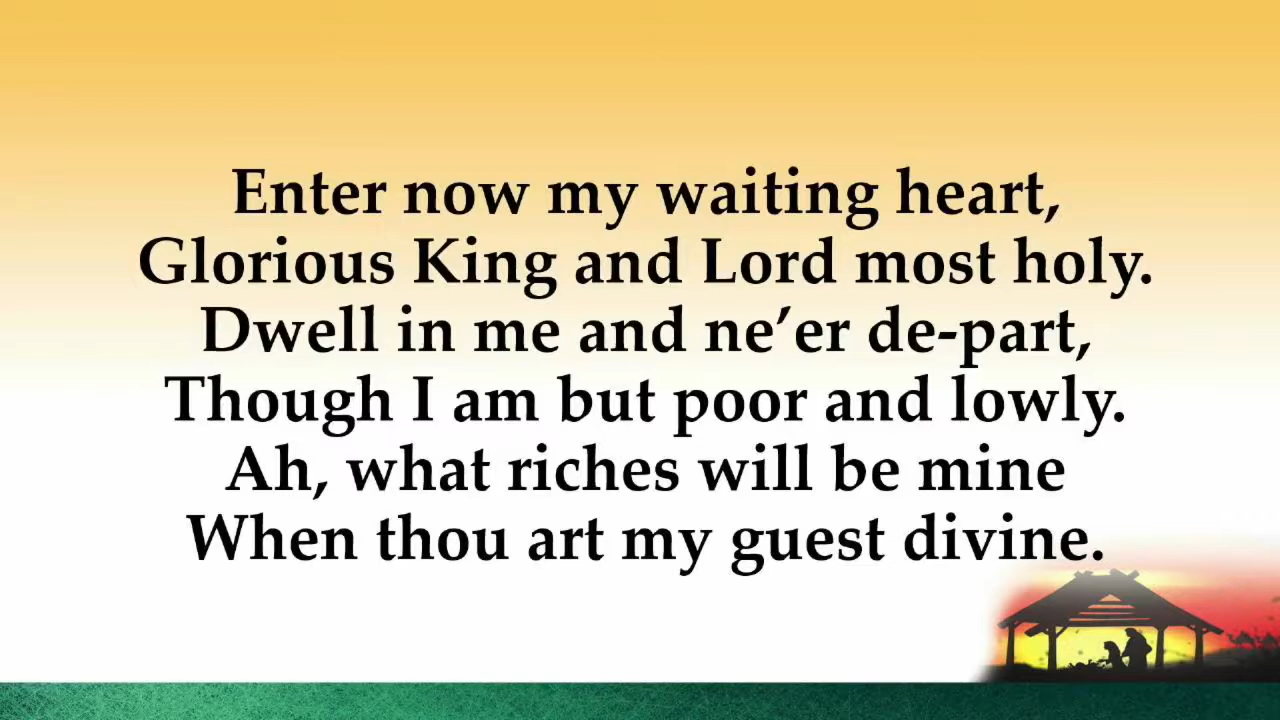 Enter now my waiting heart,
Glorious King and Lord most holy.
Dwell in me and ne’er de-part,
Though I am but poor and lowly.
Ah, what riches will be mine
When thou art my guest divine.